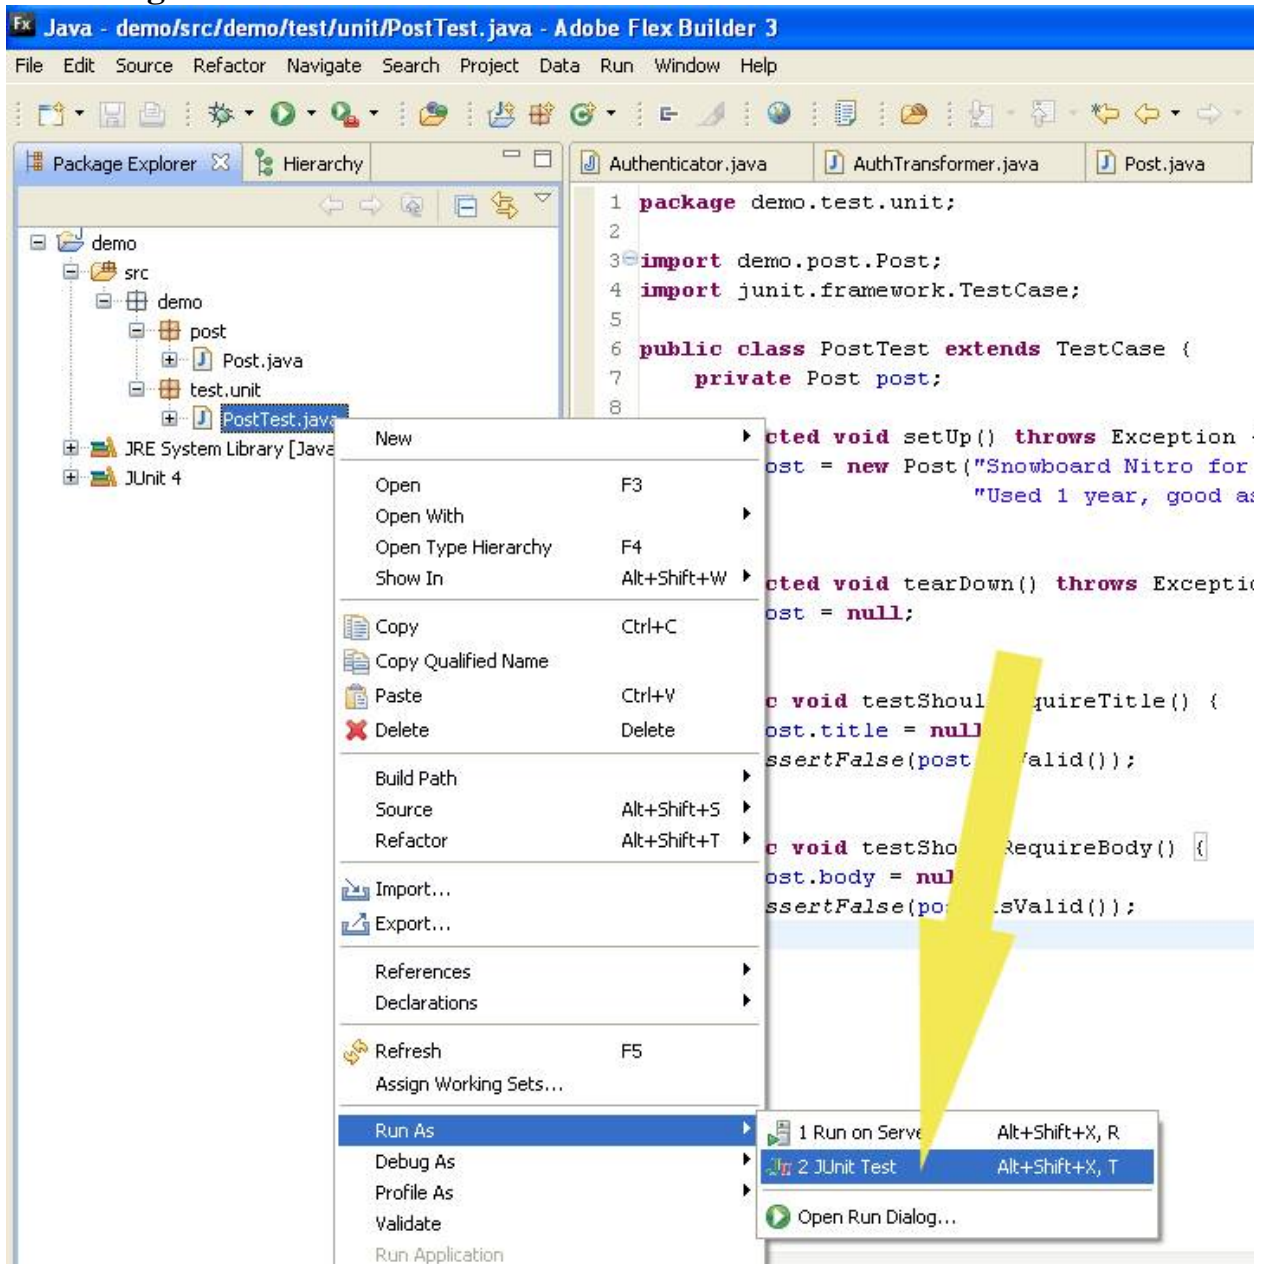 Java - demo/src/demo/test/unit/PostTest.java - Adobe Flex Builder 3
File Edit Source Refactor Navigate Search Project Data Run Window Help
Package Explorer Hierarchy
Authenticator.java AuthTransformer.java Post.java
demo
src
demo
post
Post.java
test.unit
PostTest.java
JRE System Library [Java
JUnit 4
1 package demo.test.unit;
2
3 import demo.post.Post;
4 import junit.framework.TestCase;
5
6 public class PostTest extends TestCase {
7 private Post post;
8
cted void setUp() throws Exception
ost = new Post("Snowboard Nitro for
"Used 1 year, good as
cted void tearDown() throws Exceptio
ost = null;
c void testShoul quireTitle() {
ost.title = null
ssertFalse(post alid());
c void testSho RequireBody() {
ost.body = nul
ssertFalse(po sValid());
New
Open F3
Open With
Open Type Hierarchy F4
Show In Alt+Shift+W
Copy Ctrl+C
Copy Qualified Name
Paste Ctrl+V
Delete Delete
Build Path
Source Alt+Shift+S
Refactor Alt+Shift+T
Import...
Export...
References
Declarations
Refresh F5
Assign Working Sets...
Run As
Debug As
Profile As
Validate
Run Application
1 Run on Serve Alt+Shift+X, R
2 JUnit Test Alt+Shift+X, T
Open Run Dialog...